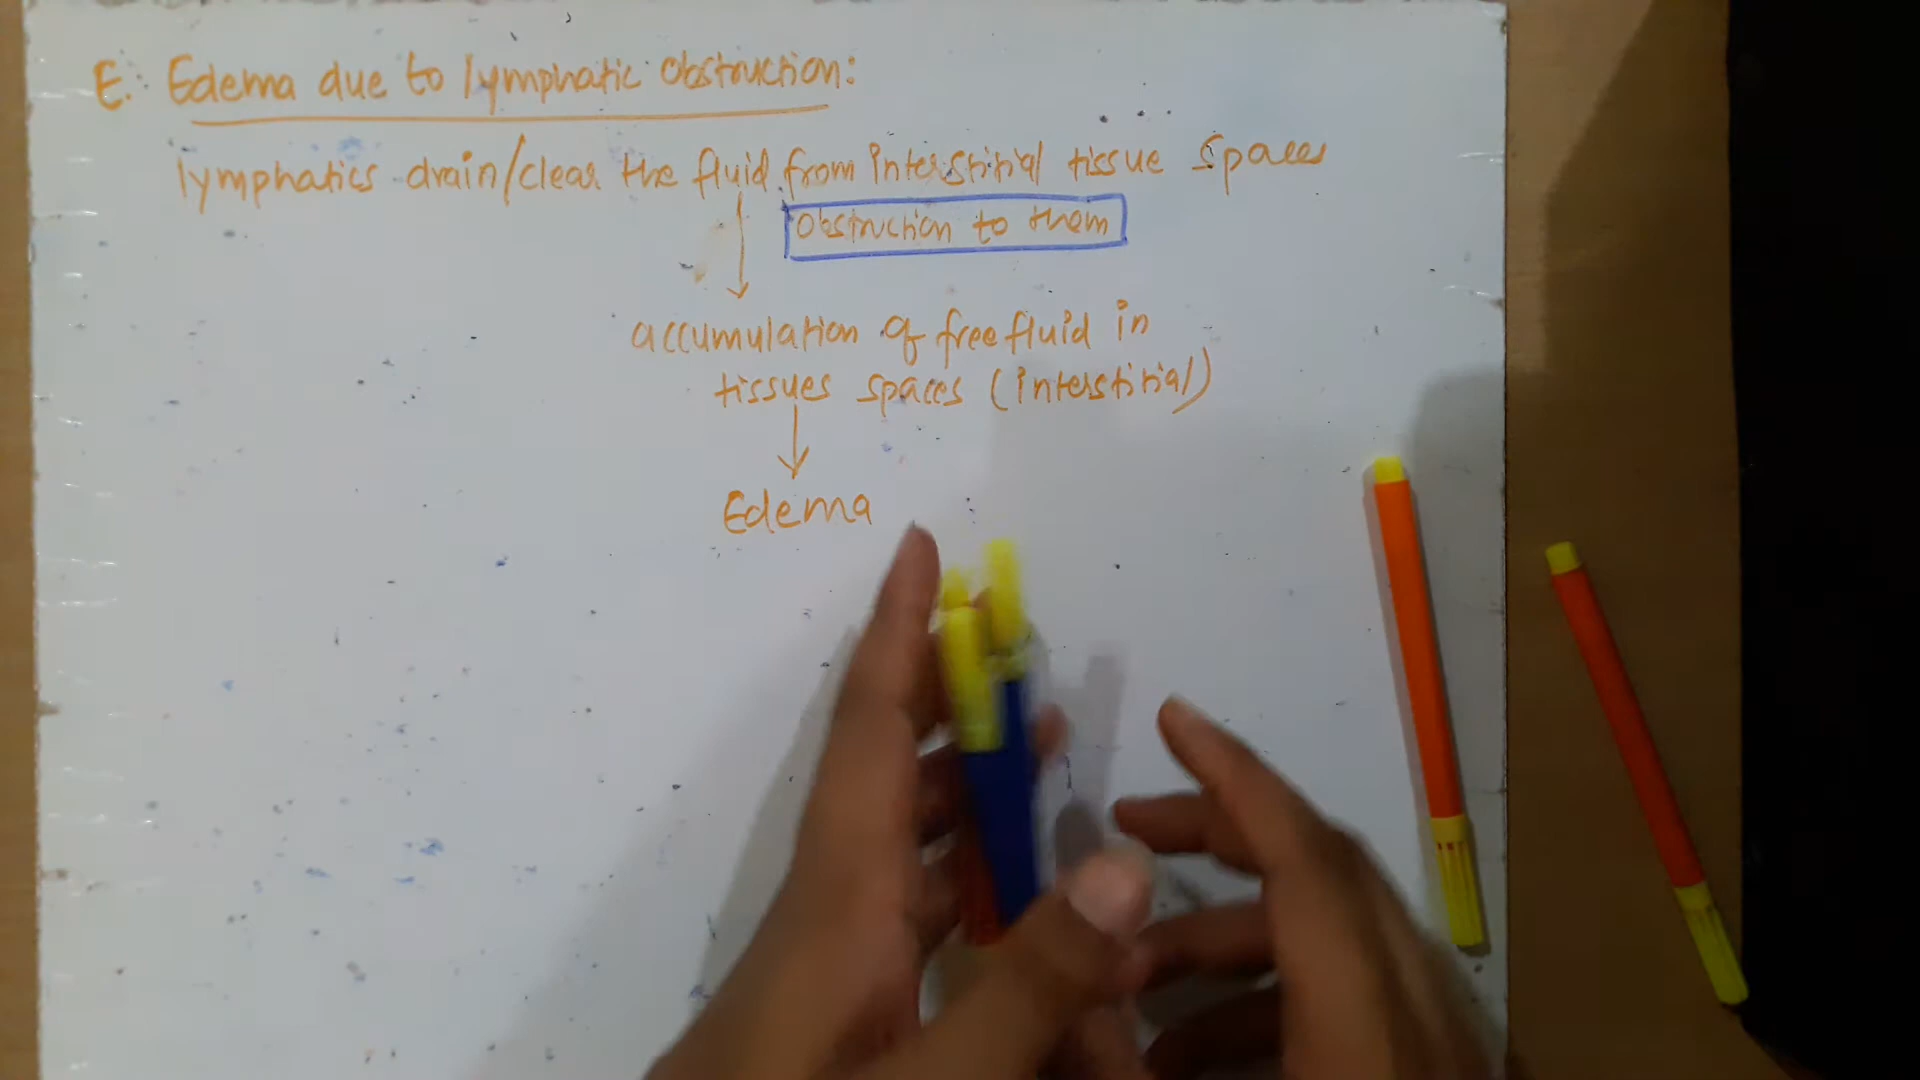 E. Edema due to lymphatic obstruction:
lymphatics drain/clear the fluid from interstitial tissue spaces
obstruction to them
accumulation of free fluid in
tissues spaces (interstitial)
Edema